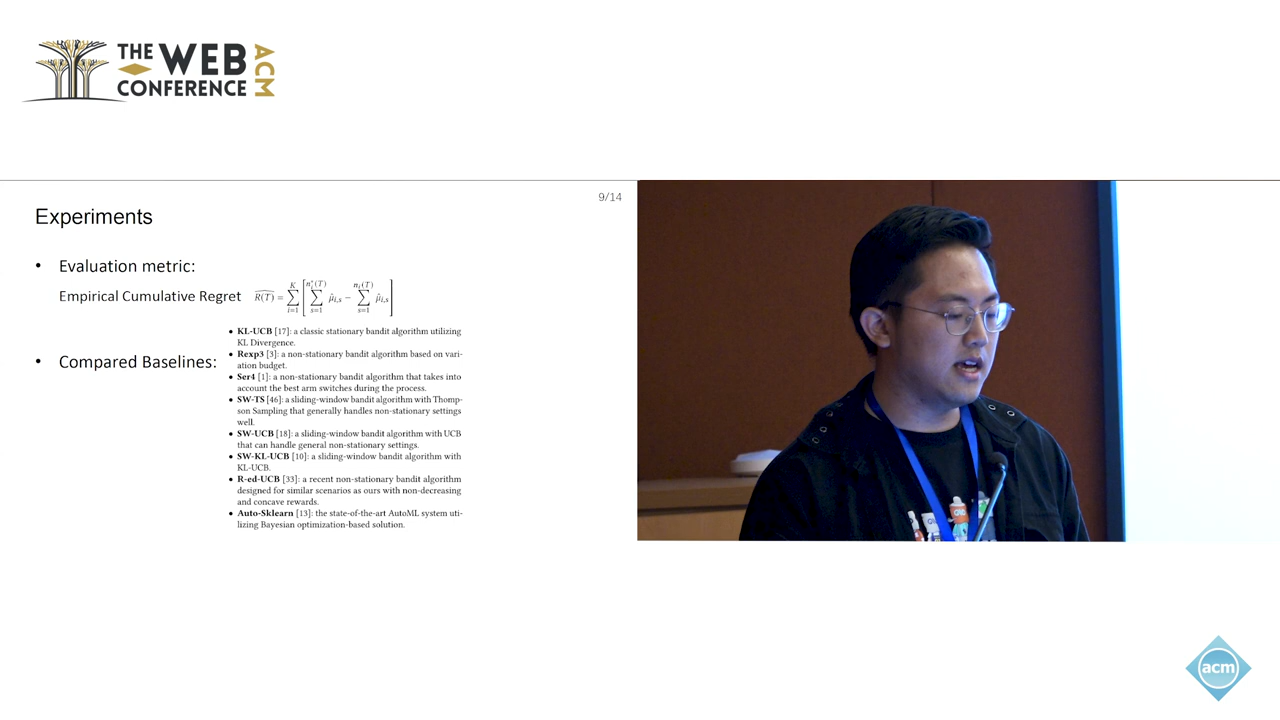 THE WEB
CONFERENCE
ACM
9/14
Experiments
• Evaluation metric:
Empirical Cumulative Regret
• Compared Baselines:
• KL-UCB [17]: a classic stationary bandit algorithm utilizing
KL Divergence.
• Rexp3 [3]: a non-stationary bandit algorithm based on vari-
ation budget.
• Ser4 [1]: a non-stationary bandit algorithm that takes into
account the best arm switches during the process.
• SW-TS [46]: a sliding-window bandit algorithm with Thomp-
son Sampling that generally handles non-stationary settings
well.
• SW-UCB [18]: a sliding-window bandit algorithm with UCB
that can handle general non-stationary settings.
• SW-KL-UCB [10]: a sliding-window bandit algorithm with
KL-UCB.
• R-ed-UCB [33]: a recent non-stationary bandit algorithm
designed for similar scenarios as ours with non-decreasing
and concave rewards.
• Auto-Sklearn [13]: the state-of-the-art AutoML system uti-
lizing Bayesian optimization-based solution.
acm